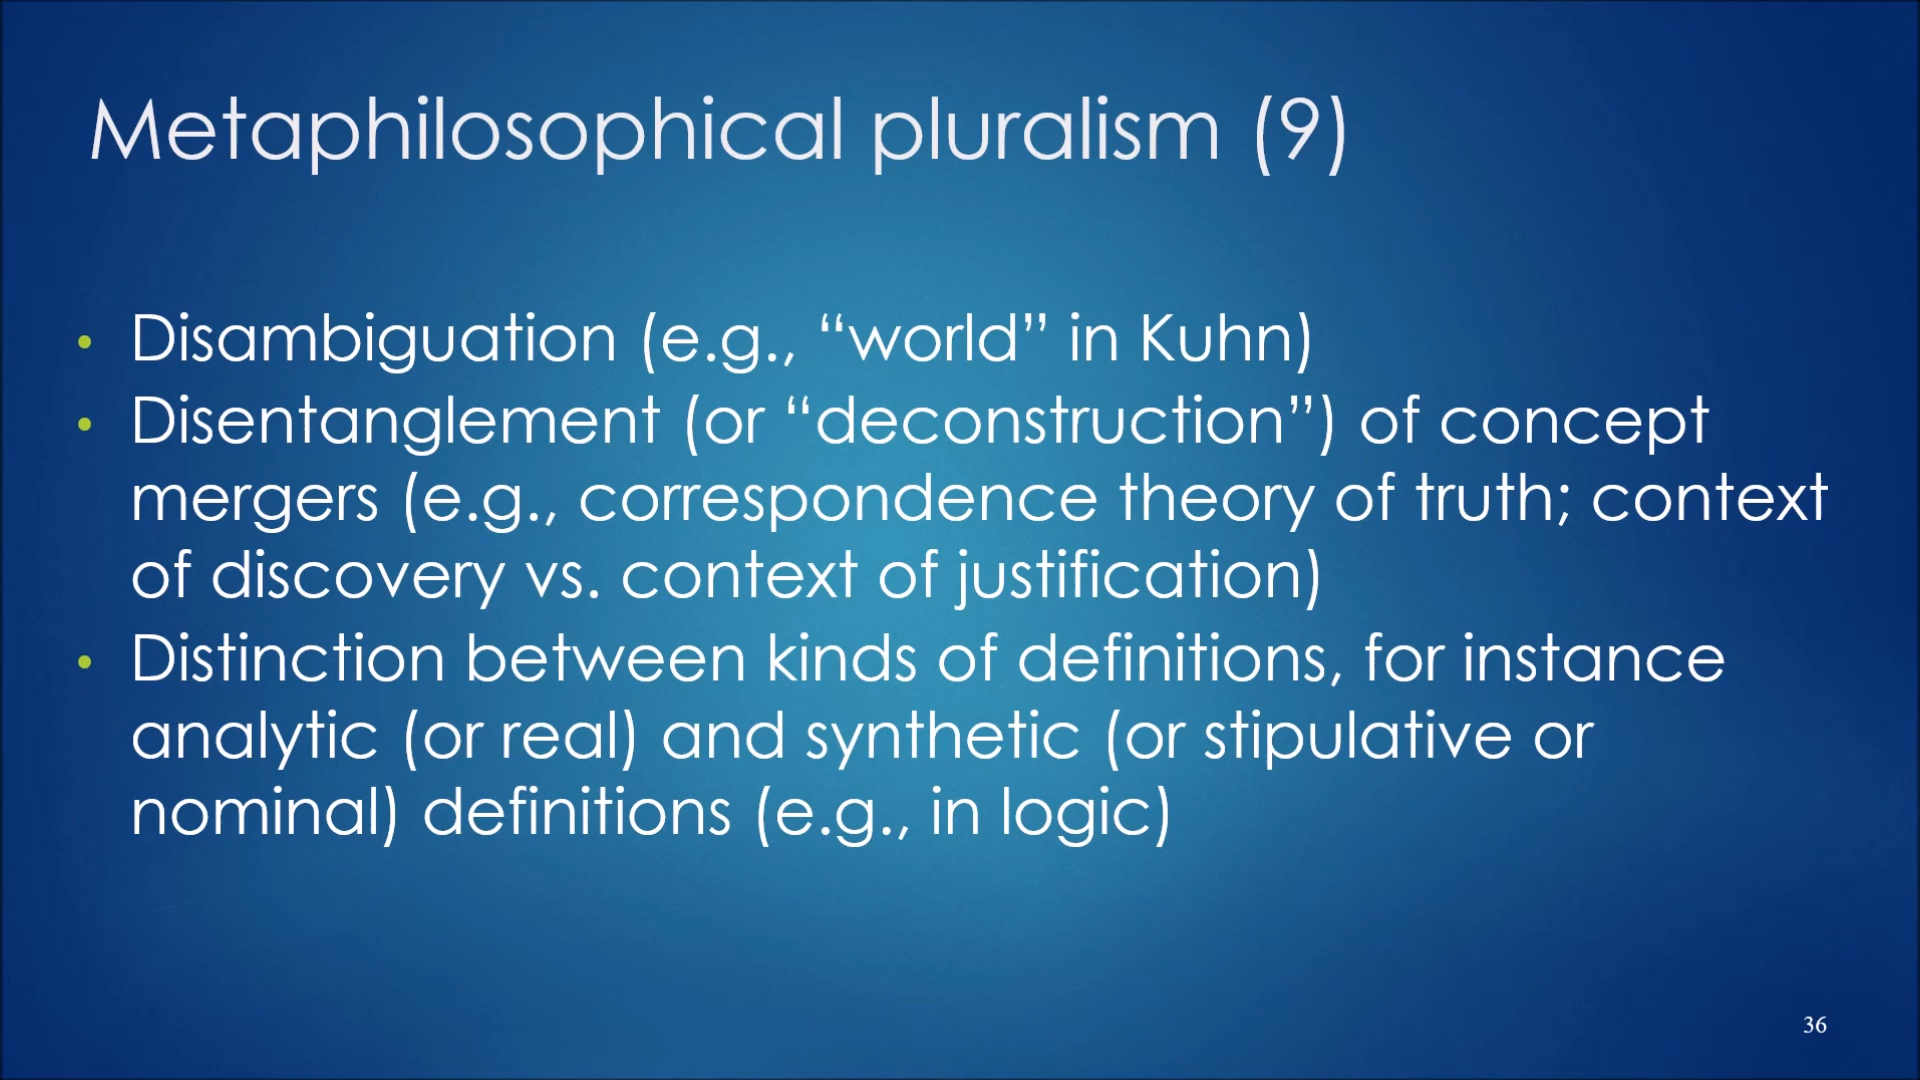 Metaphilosophical pluralism (9)
• Disambiguation (e.g., “world” in Kuhn)
• Disentanglement (or “deconstruction”) of concept
mergers (e.g., correspondence theory of truth; context
of discovery vs. context of justification)
• Distinction between kinds of definitions, for instance
analytic (or real) and synthetic (or stipulative or
nominal) definitions (e.g., in logic)
36